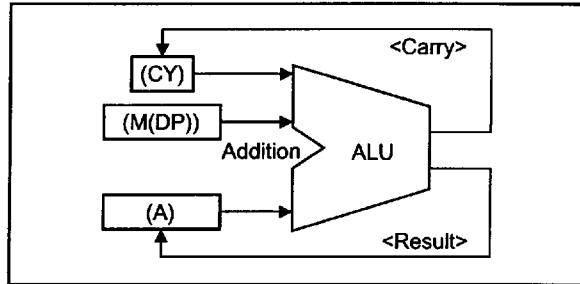 <Carry>
(CY)
(M(DP))
Addition
ALU
(A)
<Result>